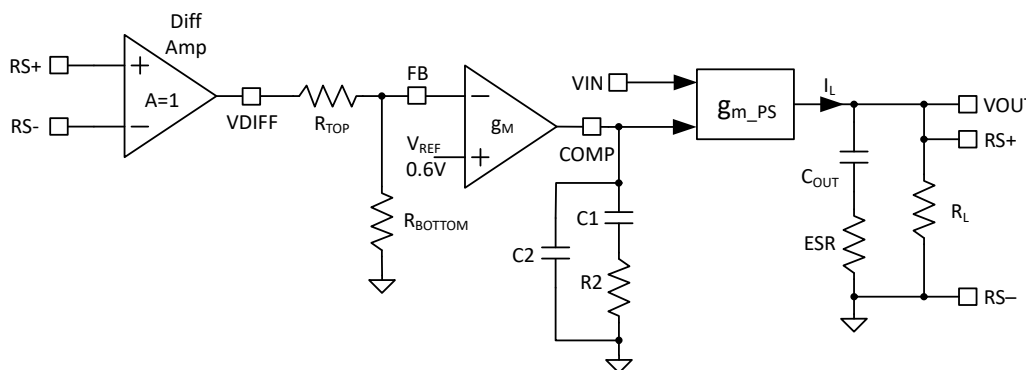 Diff
Amp
RS+
RS-
+
−
A=1
VDIFF
RTOP
FB
RBOTTOM
−
+
gM
VREF
0.6V
COMP
C1
C2
R2
VIN
gm_PS
IL
VOUT
RS+
COUT
ESR
RL
RS−